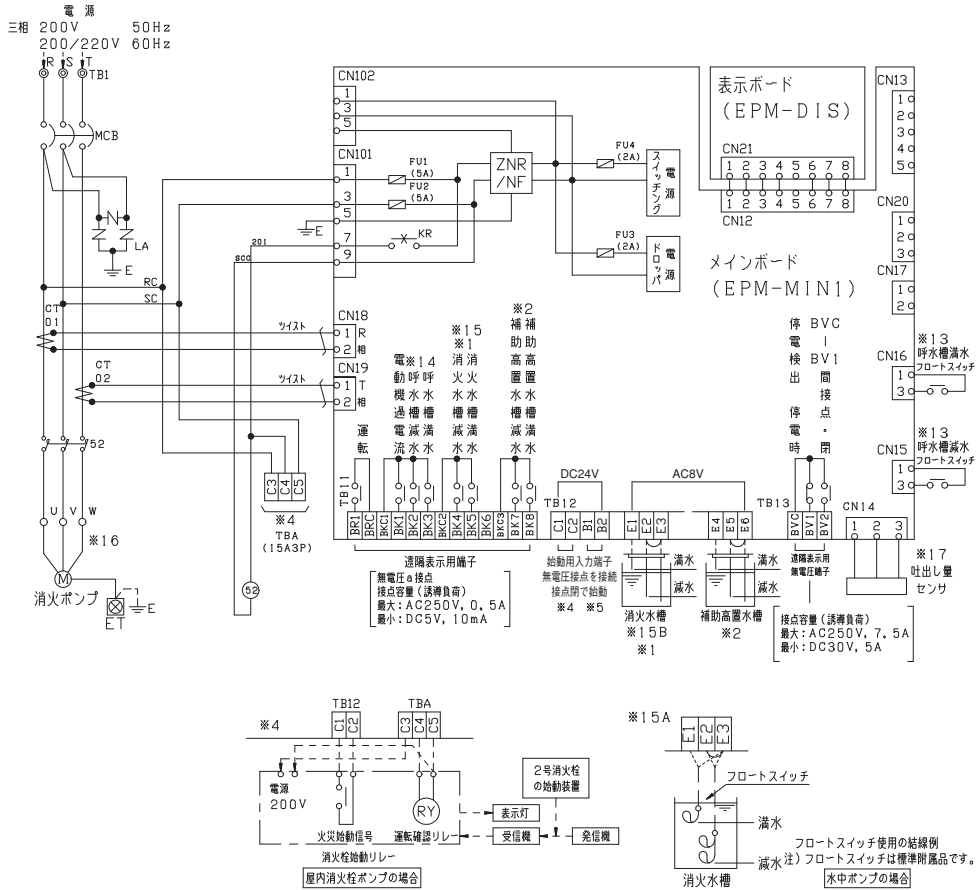 電 源
三相 200V 50Hz
200/220V 60Hz
R S T
TB1
MCB
LA
E
RC
SC
CT
01
CT
02
52
U V W
※16
M
消火ポンプ
E
ET
CN102
1
3
5
CN101
1
3
5
7
9
E
201
SCC
FU1
(5A)
FU2
(5A)
KR
ZNR
/NF
FU4
(2A)
スイッチング
電源
FU3
(2A)
ドロッパ
電源
表示ボード
(EPM-DIS)
CN21
1 2 3 4 5 6 7 8
1 2 3 4 5 6 7 8
CN12
メインボード
(EPM-MIN1)
CN13
1
2
3
4
5
CN20
1
2
3
CN17
1
2
CN16
1
3
※13
呼水槽満水
フロートスイッチ
CN15
1
3
※13
呼水槽減水
フロートスイッチ
CN18
1 R
2 相
ツイスト
CN19
1 T
2 相
ツイスト
運転
電動機過電流
※14
呼水槽減水
呼水槽満水
※15
※1
消火水槽減水
消火水槽満水
※2
補助高置水槽減水
補助高置水槽満水
停電検出 停電時
BVC
ー
BV1
間接点・閉
C3 C4 C5
※4
TBA
(15A3P)
52
TB11
BR1 BRC BKC1 BK1 BK2 BK3 BKC2 BK4 BK5 BK6 BKC3 BK7 BK8
遠隔表示用端子
無電圧a接点
接点容量(誘導負荷)
最大:AC250V, 0.5A
最小:DC5V, 10mA
DC24V
TB12
C1 C2 B1 B2
始動用入力端子
無電圧接点を接続
接点閉で始動
※4 ※5
AC8V
E1 E2 E3
満水
減水
消火水槽
※15B
※1
E4 E5 E6
満水
減水
補助高置水槽
※2
TB13
BVC BV1 BV2
遠隔表示用
無電圧端子
接点容量(誘導負荷)
最大:AC250V, 7.5A
最小:DC30V, 5A
CN14
1 2 3
※17
吐出し量
センサ
※4
TB12
C1 C2
TBA
C3 C4 C5
電源
200V
RY
火災始動信号
運転確認リレー
消火栓始動リレー
屋内消火栓ポンプの場合
2号消火栓
の始動装置
表示灯
受信機
発信機
※15A
E1 E2 E3
フロートスイッチ
満水
減水
消火水槽
フロートスイッチ使用の結線例
注)フロートスイッチは標準附属品です。
水中ポンプの場合